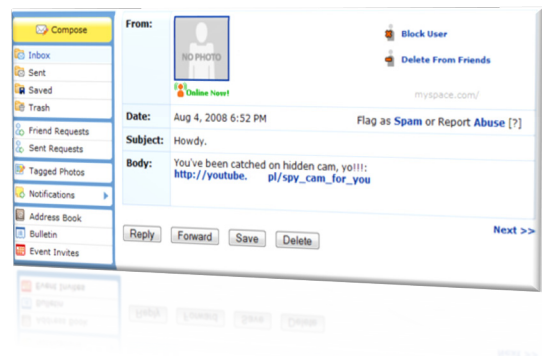 Compose
Inbox
Sent
Saved
Trash
Friend Requests
Sent Requests
Tagged Photos
Notifications
Address Book
Bulletin
Event Invites
From:
NO PHOTO
Online Now!
Block User
Delete From Friends
myspace.com/
Date: Aug 4, 2008 6:52 PM
Flag as Spam or Report Abuse [?]
Subject: Howdy.
Body: You've been catched on hidden cam, yo!!!:
http://youtube. pl/spy_cam_for_you
Reply Forward Save Delete
Next >>